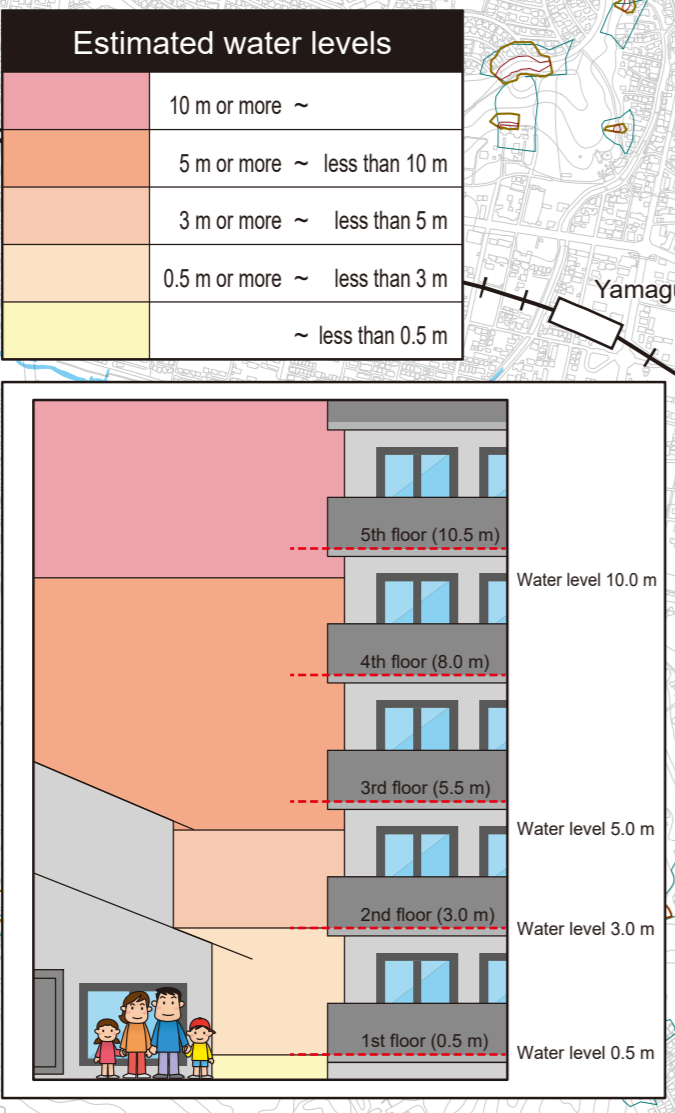 Estimated water levels
10 m or more ~
5 m or more ~ less than 10 m
3 m or more ~ less than 5 m
0.5 m or more ~ less than 3 m
~ less than 0.5 m
Yamagu
5th floor (10.5 m)
Water level 10.0 m
4th floor (8.0 m)
3rd floor (5.5 m)
Water level 5.0 m
2nd floor (3.0 m)
Water level 3.0 m
1st floor (0.5 m)
Water level 0.5 m